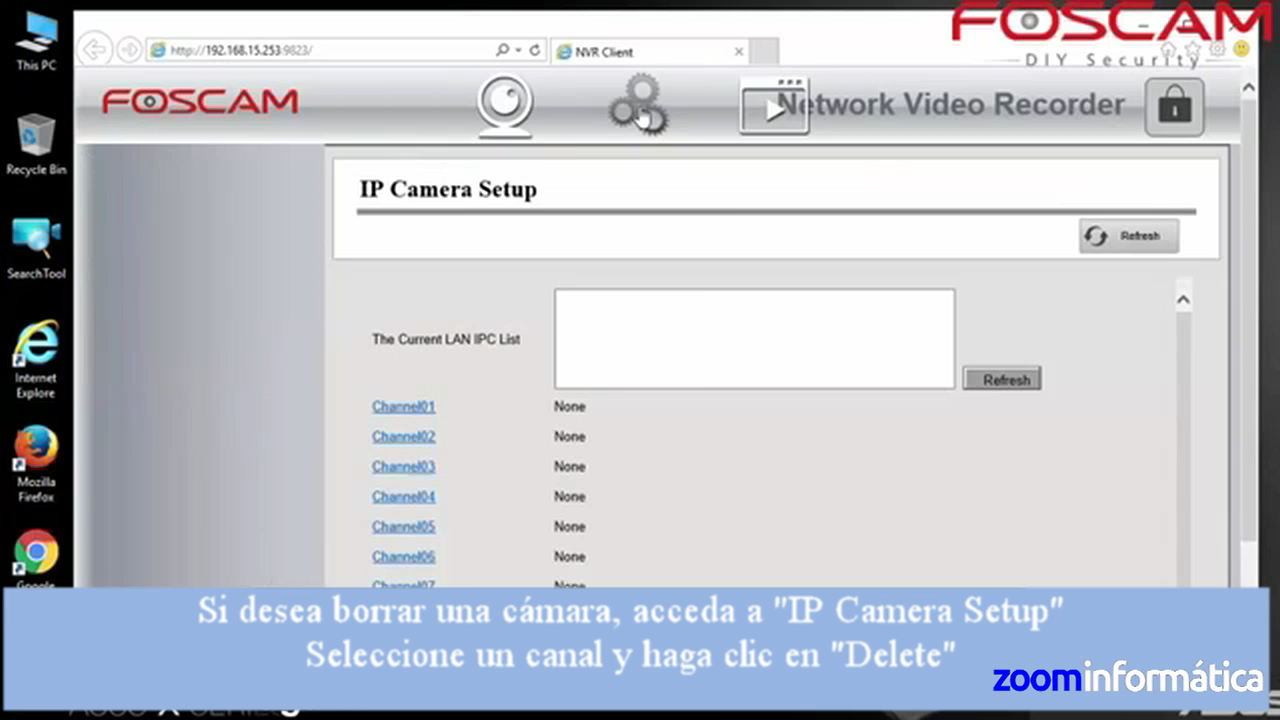 This PC
http://192.168.15.253:9823/
NVR Client
FOSCAM
DIY Security
FOSCAM
Network Video Recorder
Recycle Bin
IP Camera Setup
Refresh
SearchTool
The Current LAN IPC List
Refresh
Internet
Explore
Channel01 None
Channel02 None
Channel03 None
Mozilla
Firefox
Channel04 None
Channel05 None
Channel06 None
Channel07 None
Google
Si desea borrar una cámara, acceda a "IP Camera Setup"
Seleccione un canal y haga clic en "Delete"
zoominformática